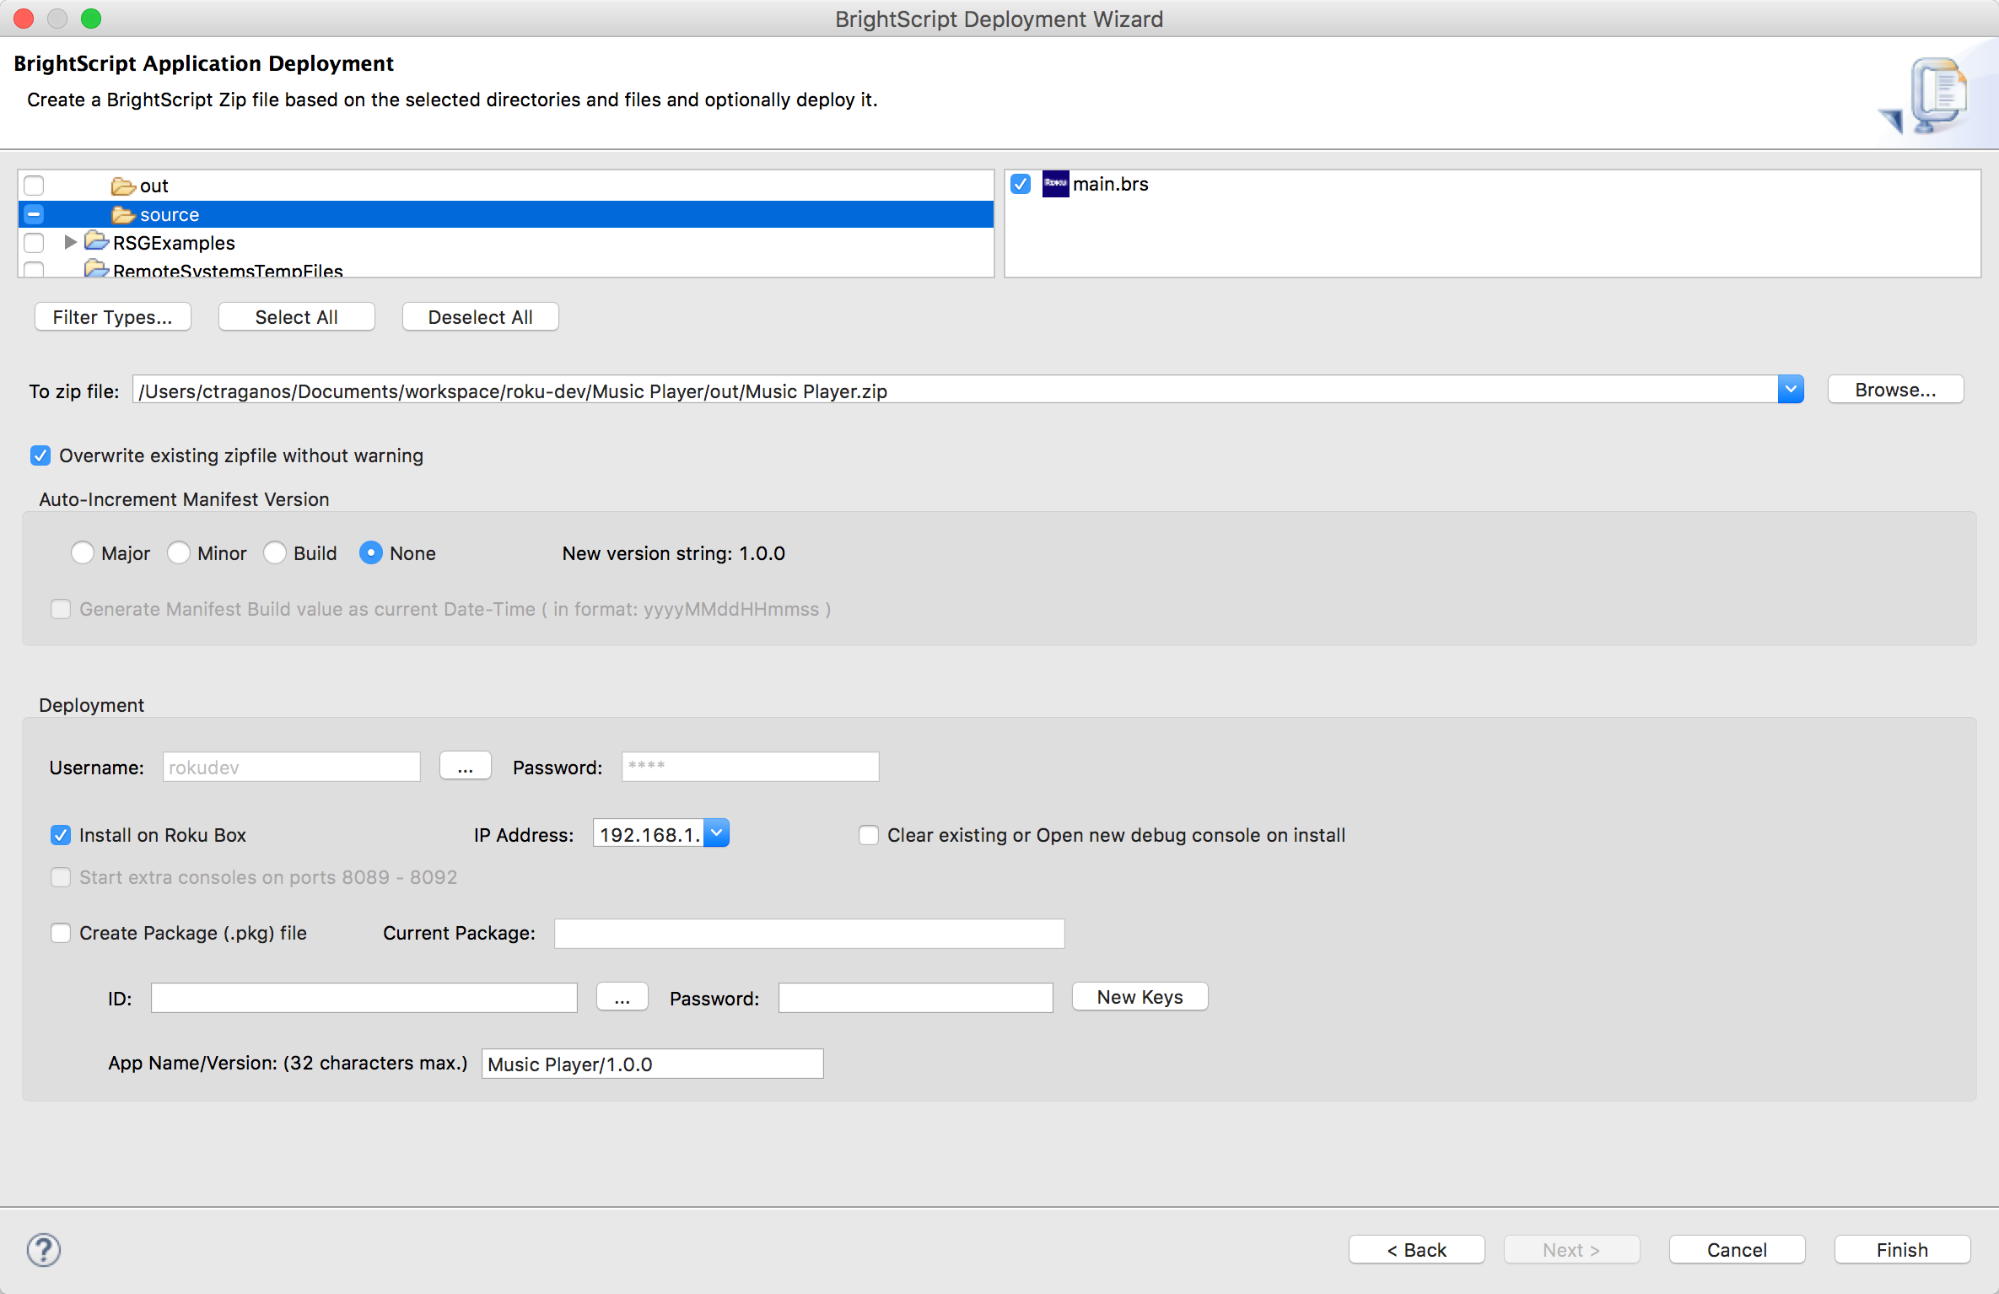 BrightScript Deployment Wizard
BrightScript Application Deployment
Create a BrightScript Zip file based on the selected directories and files and optionally deploy it.
out
source
RSGExamples
RemoteSystemsTempFiles
Roku main.brs
Filter Types... Select All Deselect All
To zip file: /Users/ctraganos/Documents/workspace/roku-dev/Music Player/out/Music Player.zip Browse...
Overwrite existing zipfile without warning
Auto-Increment Manifest Version
Major Minor Build None New version string: 1.0.0
Generate Manifest Build value as current Date-Time ( in format: yyyyMMddHHmmss )
Deployment
Username: rokudev ... Password: ****
Install on Roku Box IP Address: 192.168.1. Clear existing or Open new debug console on install
Start extra consoles on ports 8089 - 8092
Create Package (.pkg) file Current Package:
ID: ... Password: New Keys
App Name/Version: (32 characters max.) Music Player/1.0.0
? < Back Next > Cancel Finish